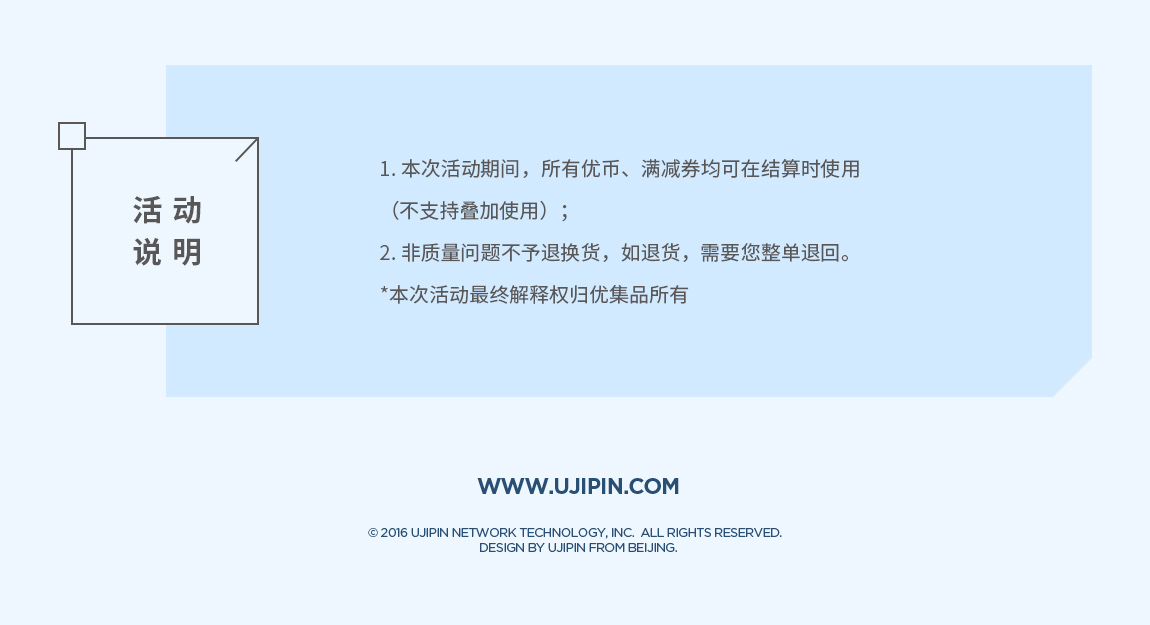 活动
说明
1. 本次活动期间，所有优币、满减券均可在结算时使用
（不支持叠加使用）；
2. 非质量问题不予退换货，如退货，需要您整单退回。
*本次活动最终解释权归优集品所有
WWW.UJIPIN.COM
© 2016 UJIPIN NETWORK TECHNOLOGY, INC. ALL RIGHTS RESERVED.
DESIGN BY UJIPIN FROM BEIJING.